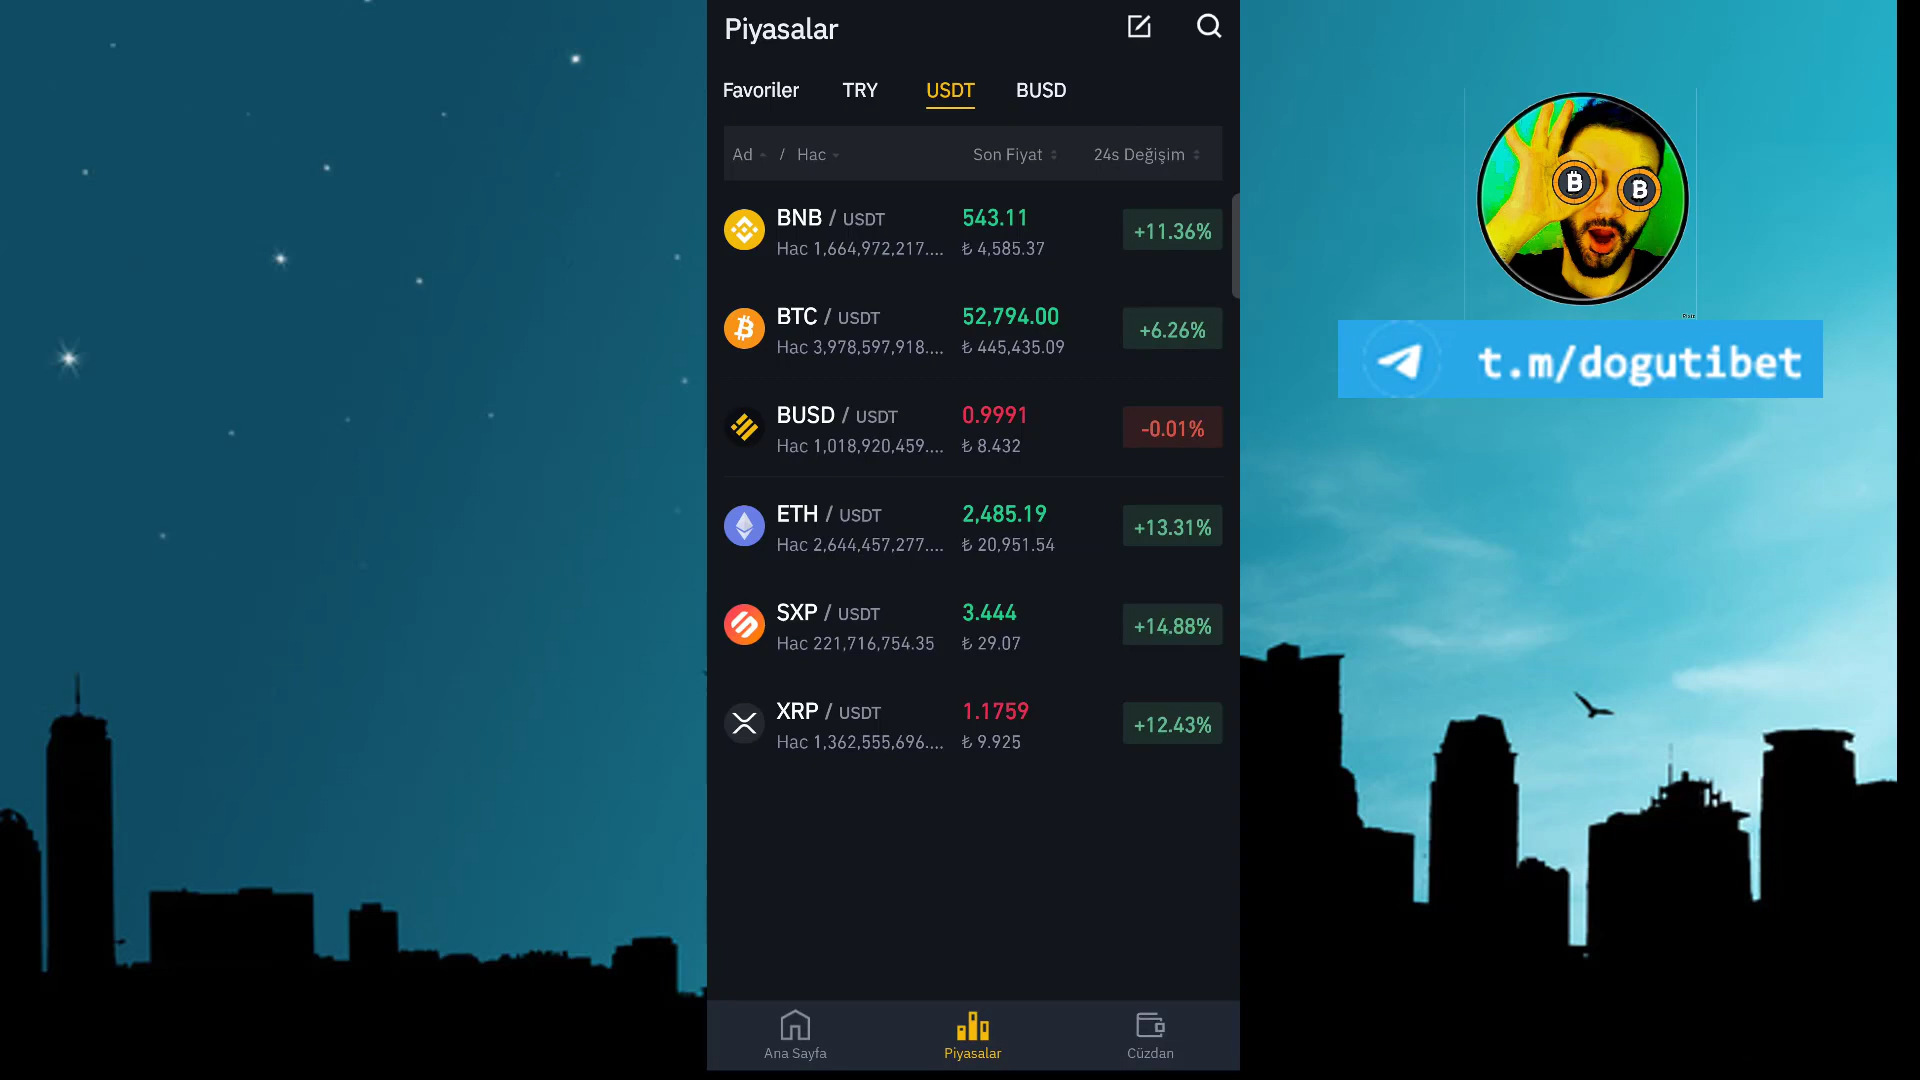 Piyasalar
Favoriler TRY USDT BUSD
Ad / Hac Son Fiyat 24s Değişim
BNB / USDT 543.11 +11.36%
Hac 1,664,972,217.... ₺ 4,585.37
BTC / USDT 52,794.00 +6.26%
Hac 3,978,597,918.... ₺ 445,435.09
BUSD / USDT 0.9991 -0.01%
Hac 1,018,920,459.... ₺ 8.432
ETH / USDT 2,485.19 +13.31%
Hac 2,644,457,277.... ₺ 20,951.54
SXP / USDT 3.444 +14.88%
Hac 221,716,754.35 ₺ 29.07
XRP / USDT 1.1759 +12.43%
Hac 1,362,555,696.... ₺ 9.925
Ana Sayfa Piyasalar Cüzdan
t.m/dogutibet